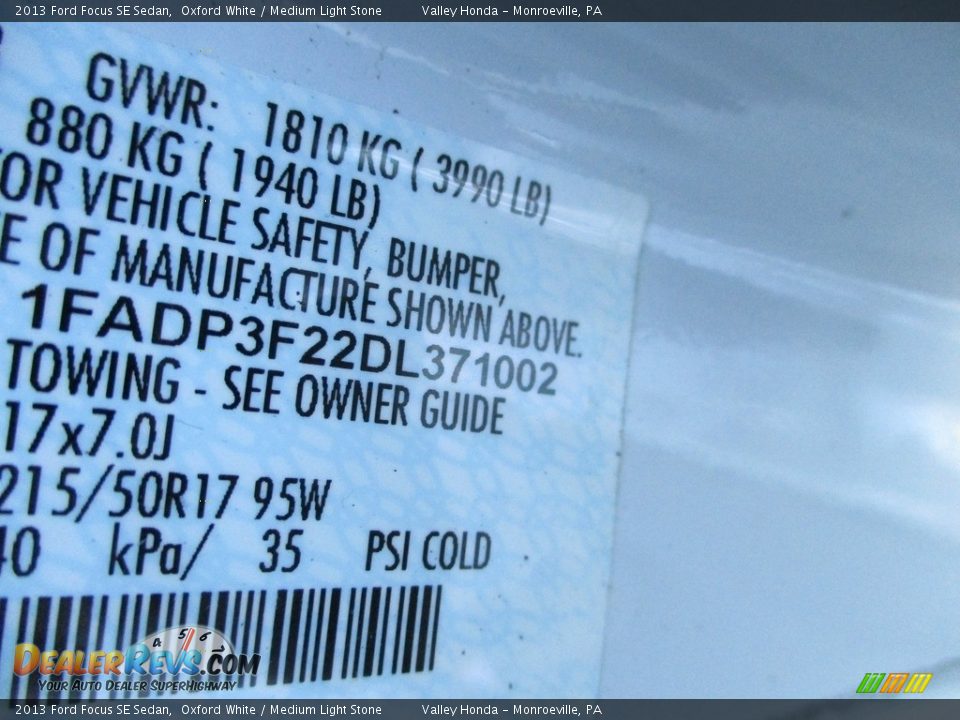 2013 Ford Focus SE Sedan, Oxford White / Medium Light Stone Valley Honda - Monroeville, PA
GVWR: 1810 KG ( 3990 LB)
880 KG ( 1940 LB)
OR VEHICLE SAFETY, BUMPER,
E OF MANUFACTURE SHOWN ABOVE.
1FADP3F22DL371002
TOWING - SEE OWNER GUIDE
17x7.0J
215/50R17 95W
40 kPa/ 35 PSI COLD
4 5 6
DealerRevs.com
Your Auto Dealer SuperHighway
2013 Ford Focus SE Sedan, Oxford White / Medium Light Stone Valley Honda - Monroeville, PA